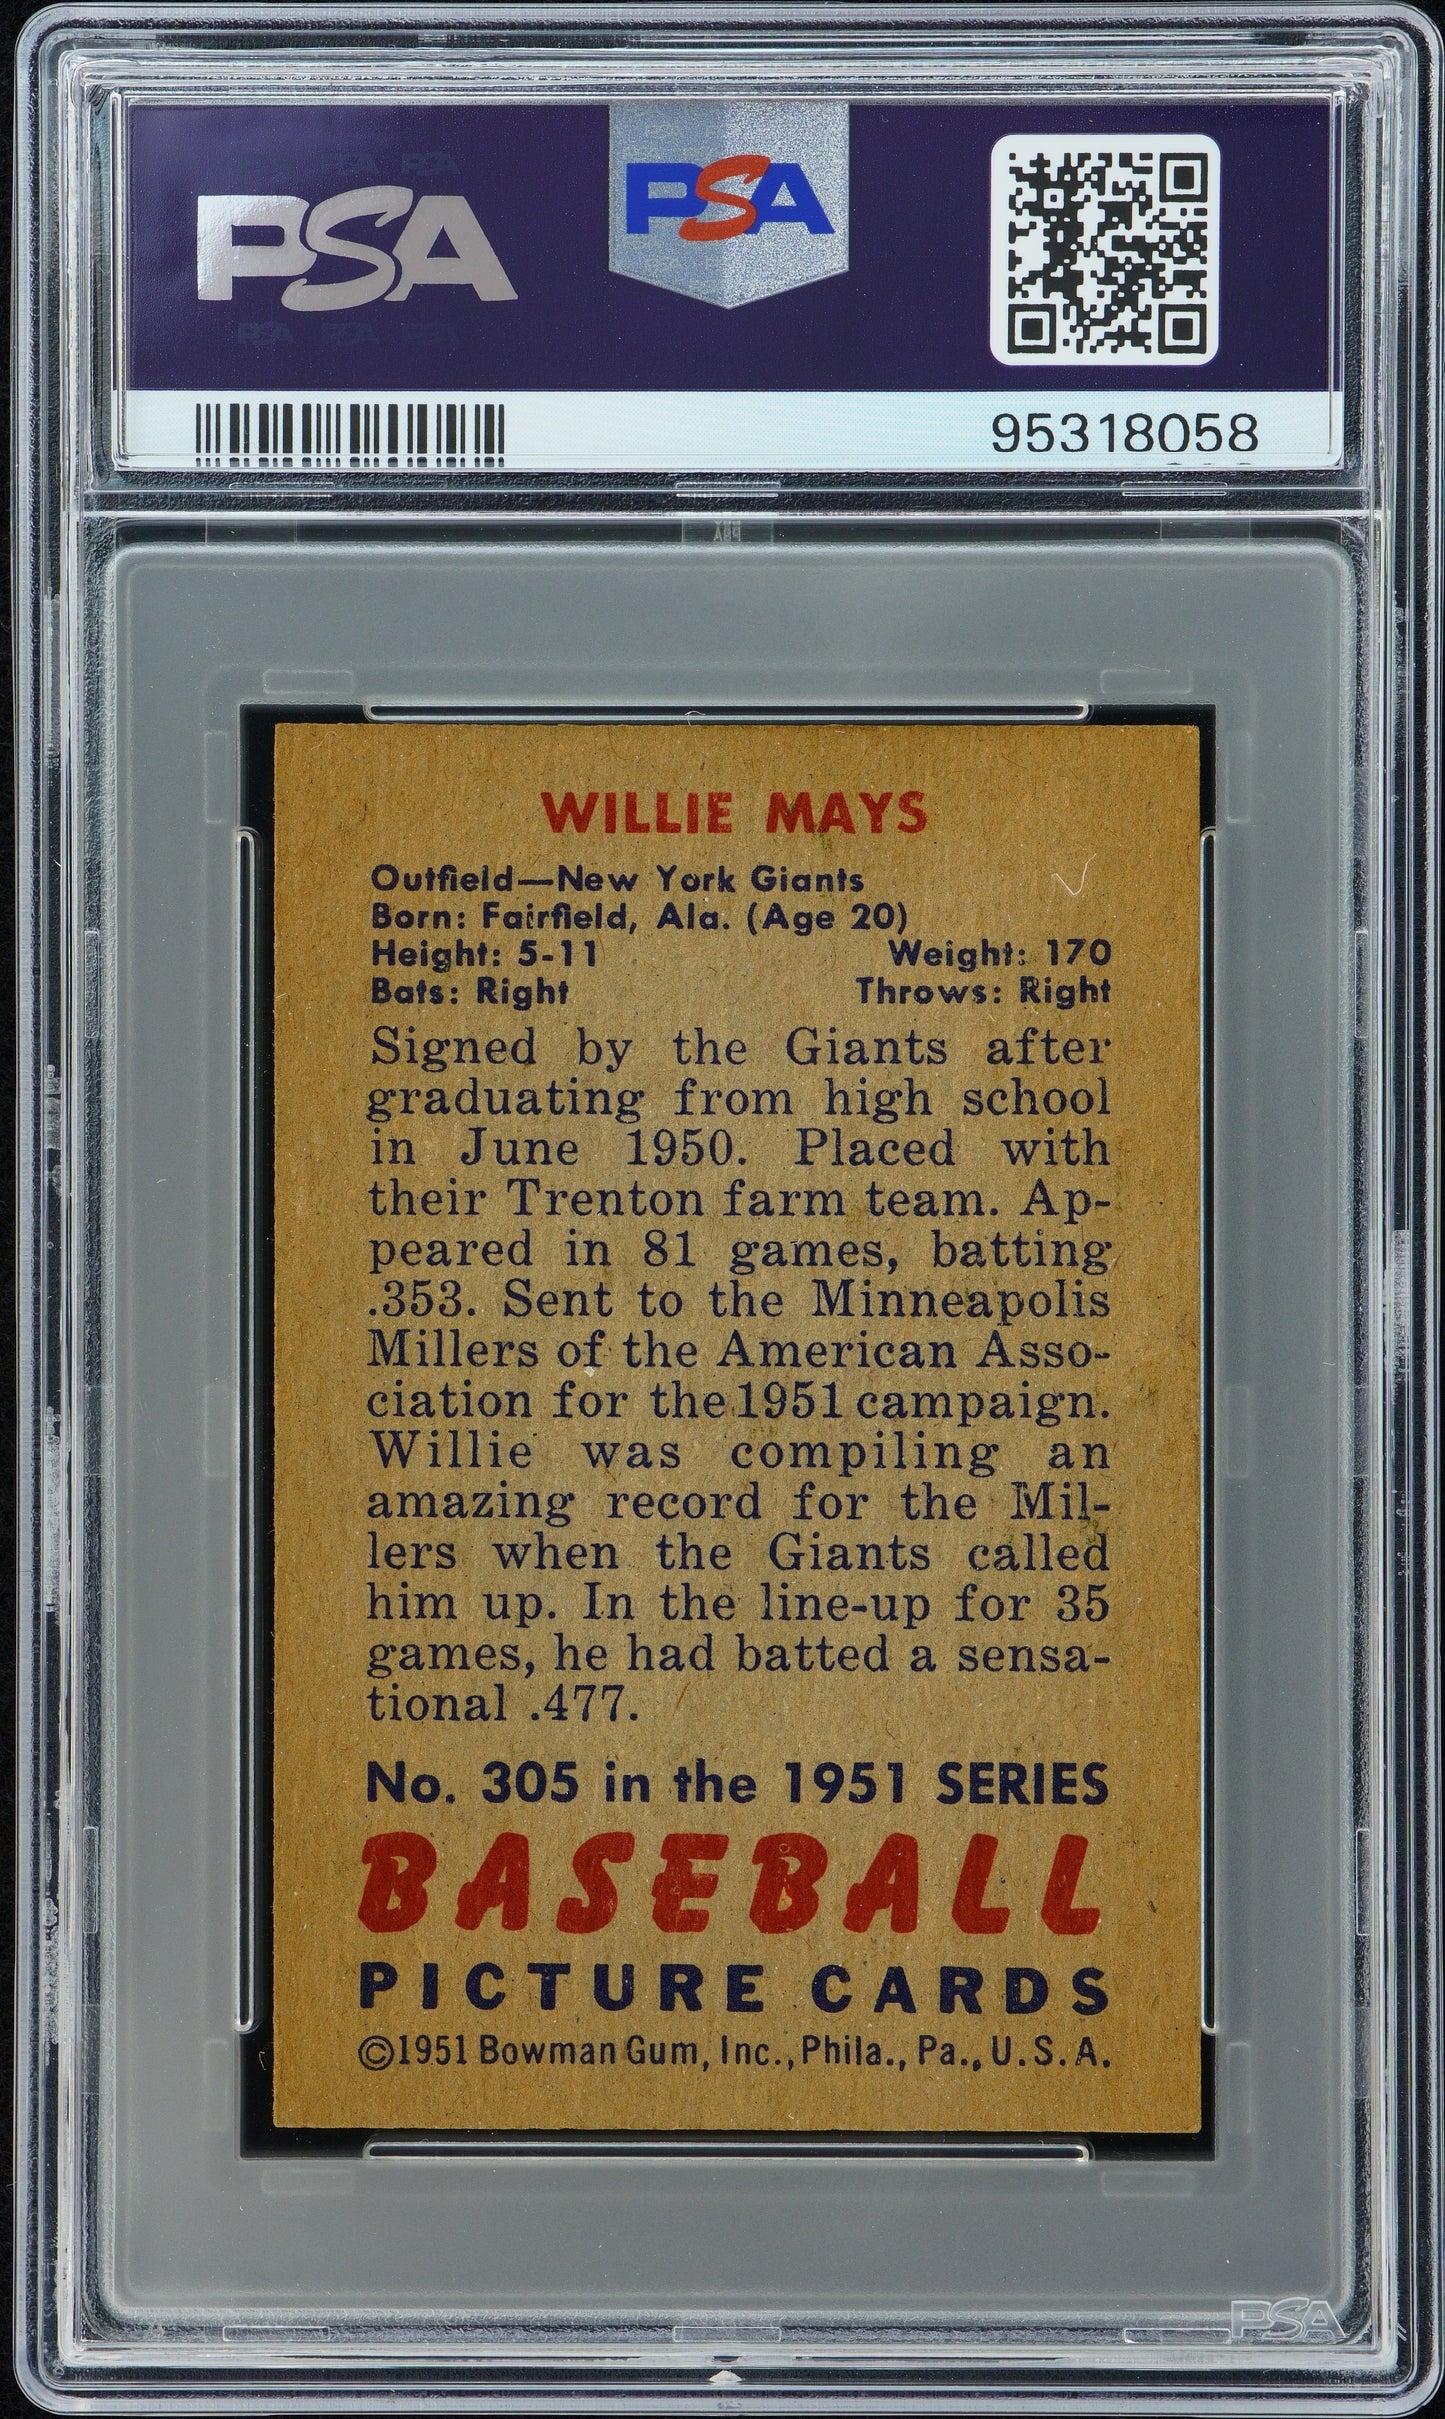 PSA
PSA
95318058
WILLIE MAYS
Outfield—New York Giants
Born: Fairfield, Ala. (Age 20)
Height: 5-11 Weight: 170
Bats: Right Throws: Right
Signed by the Giants after
graduating from high school
in June 1950. Placed with
their Trenton farm team. Ap-
peared in 81 games, batting
.353. Sent to the Minneapolis
Millers of the American Asso-
ciation for the 1951 campaign.
Willie was compiling an
amazing record for the Mil-
lers when the Giants called
him up. In the line-up for 35
games, he had batted a sensa-
tional .477.
No. 305 in the 1951 SERIES
BASEBALL
PICTURE CARDS
©1951 Bowman Gum, Inc., Phila., Pa., U.S.A.
PSA